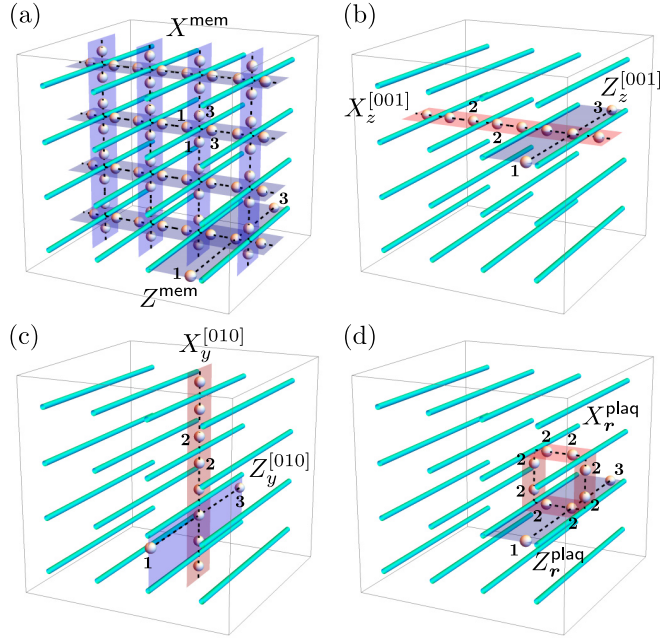 (a)
X^mem
1 3
1 3
3
1
Z^mem
(b)
Z_z^[001]
X_z^[001]
2
3
2
1
(c)
X_y^[010]
2
2
Z_y^[010]
3
1
(d)
X_r^plaq
2 2
2 2 3
2
2 2 2
1
Z_r^plaq